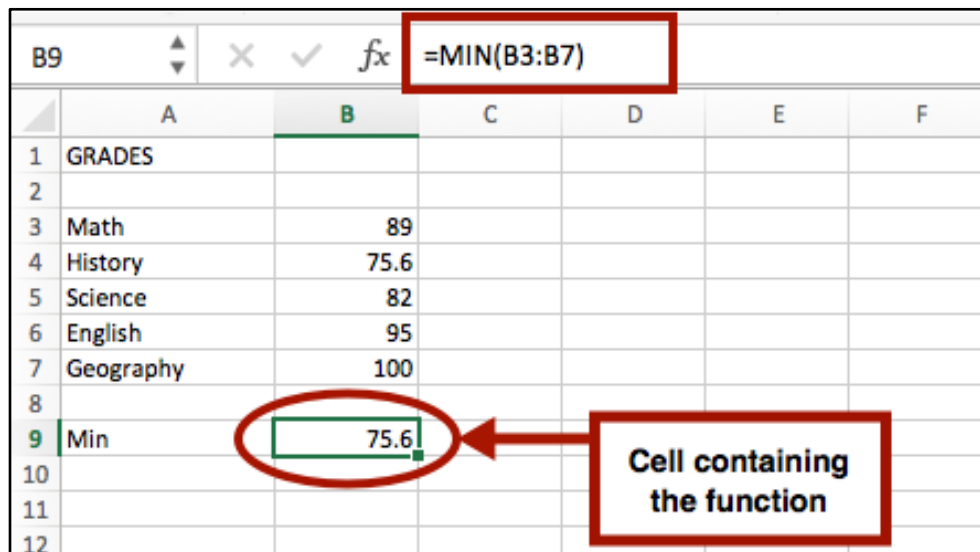 B9 fx =MIN(B3:B7)
A B C D E F
1 GRADES
2
3 Math 89
4 History 75.6
5 Science 82
6 English 95
7 Geography 100
8
9 Min 75.6
10
11
12
Cell containing
the function